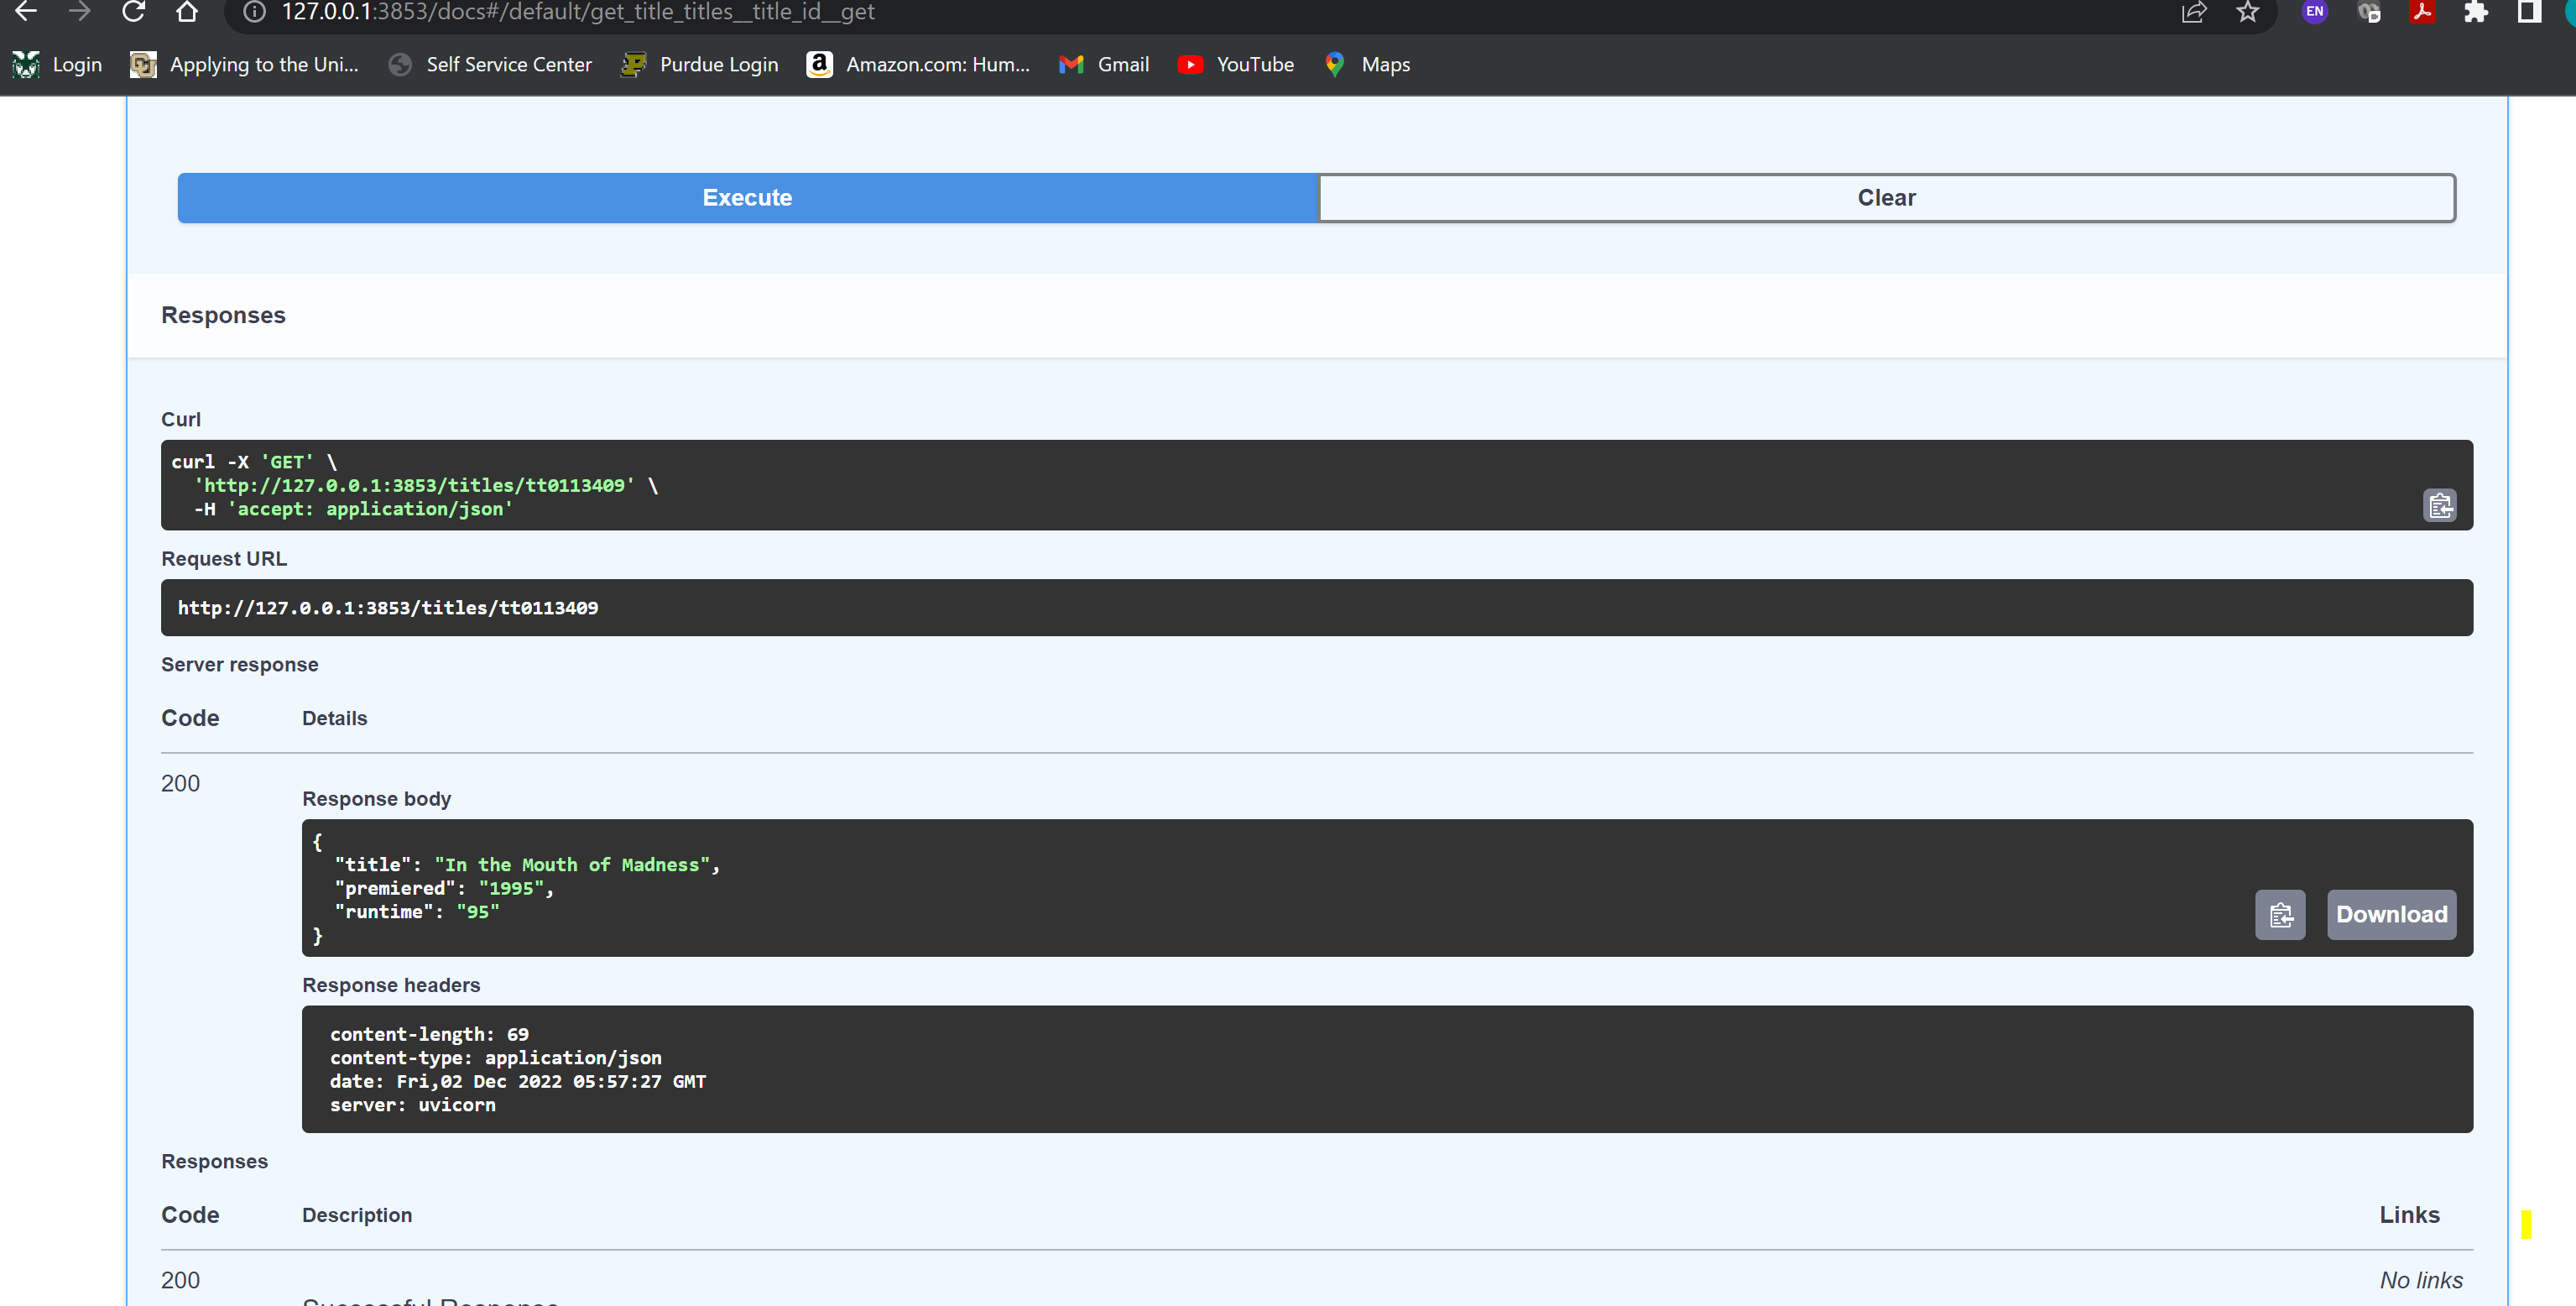 127.0.0.1:3853/docs#/default/get_title_titles__title_id__get
EN
Login Applying to the Uni... Self Service Center Purdue Login Amazon.com: Hum... Gmail YouTube Maps
Execute Clear
Responses
Curl
curl -X 'GET' \
'http://127.0.0.1:3853/titles/tt0113409' \
-H 'accept: application/json'
Request URL
http://127.0.0.1:3853/titles/tt0113409
Server response
Code Details
200
Response body
{
"title": "In the Mouth of Madness",
"premiered": "1995",
"runtime": "95"
}
Download
Response headers
content-length: 69
content-type: application/json
date: Fri,02 Dec 2022 05:57:27 GMT
server: uvicorn
Responses
Code Description Links
200 No links
Successful Response